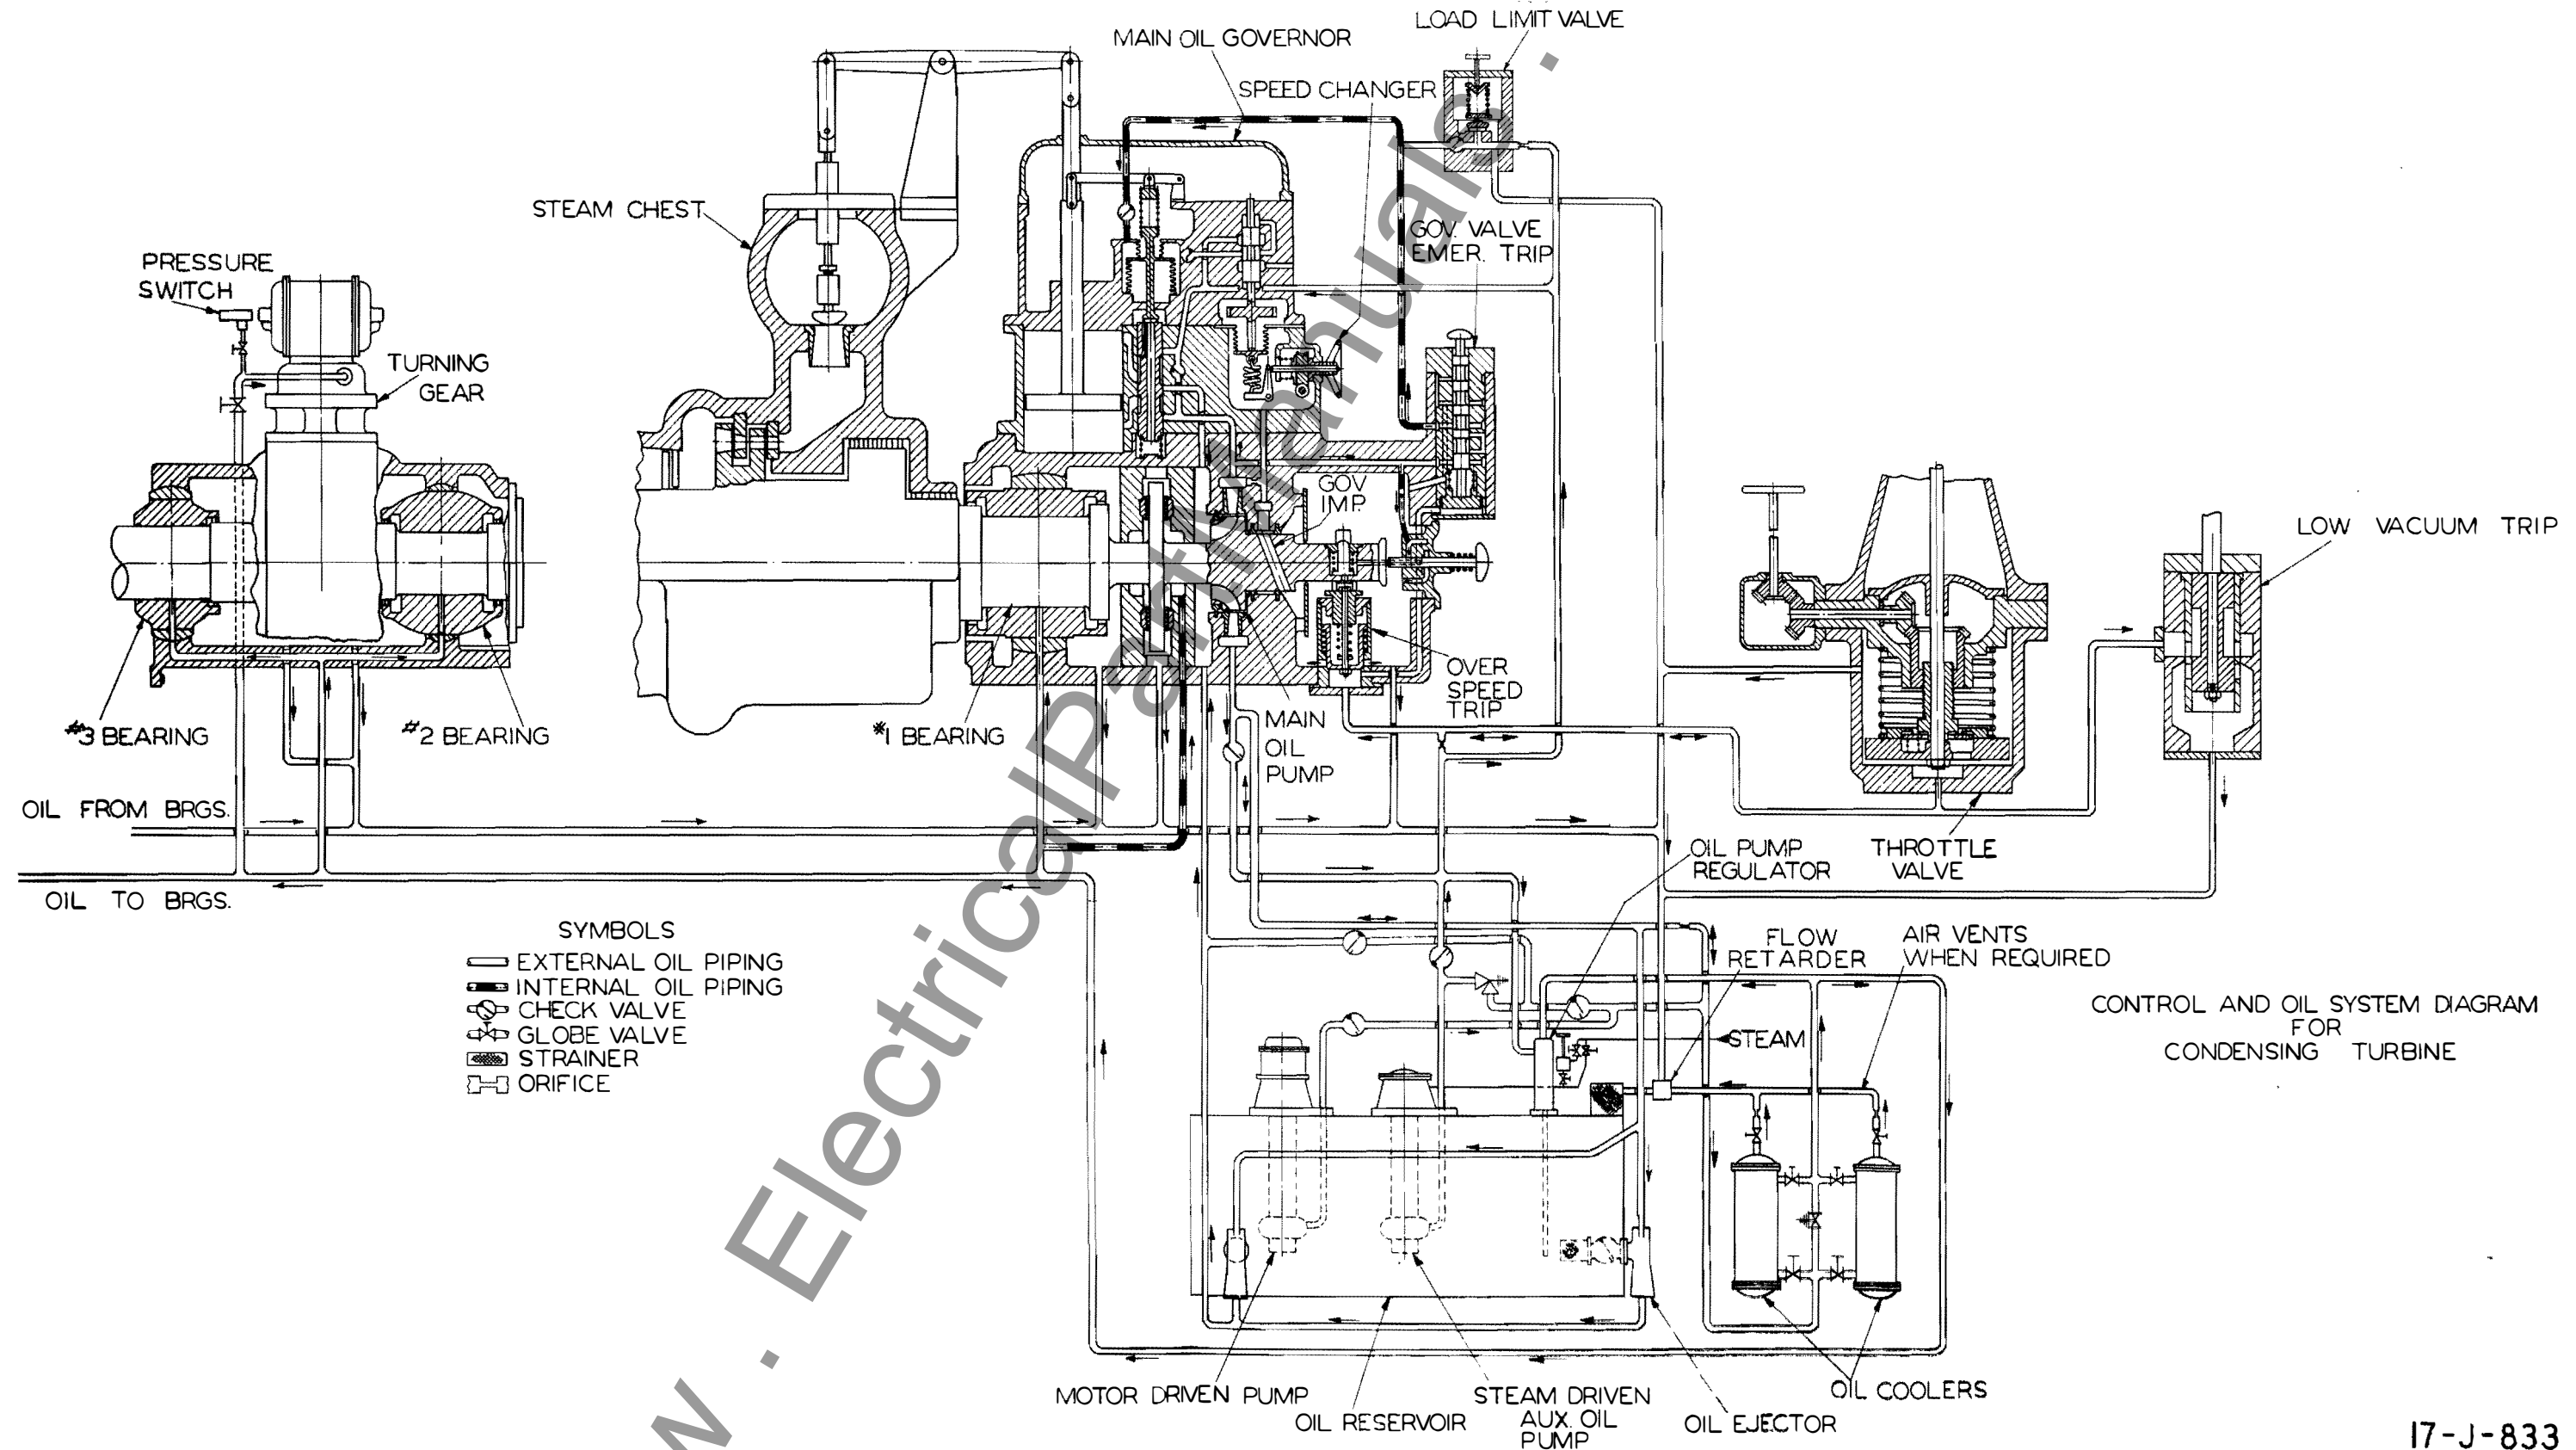 LOAD LIMIT VALVE
MAIN OIL GOVERNOR
SPEED CHANGER
STEAM CHEST
GOV. VALVE
EMER. TRIP
PRESSURE
SWITCH
TURNING
GEAR
GOV
IMP.
LOW VACUUM TRIP
OVER
SPEED
TRIP
#3 BEARING
#2 BEARING
#1 BEARING
MAIN
OIL
PUMP
OIL FROM BRGS.
OIL TO BRGS.
OIL PUMP
REGULATOR
THROTTLE
VALVE
SYMBOLS
EXTERNAL OIL PIPING
INTERNAL OIL PIPING
CHECK VALVE
GLOBE VALVE
STRAINER
ORIFICE
FLOW
RETARDER
AIR VENTS
WHEN REQUIRED
STEAM
CONTROL AND OIL SYSTEM DIAGRAM
FOR
CONDENSING TURBINE
MOTOR DRIVEN PUMP
OIL RESERVOIR
STEAM DRIVEN
AUX. OIL
PUMP
OIL EJECTOR
OIL COOLERS
17-J-833
w . ElectricalPartManuals .